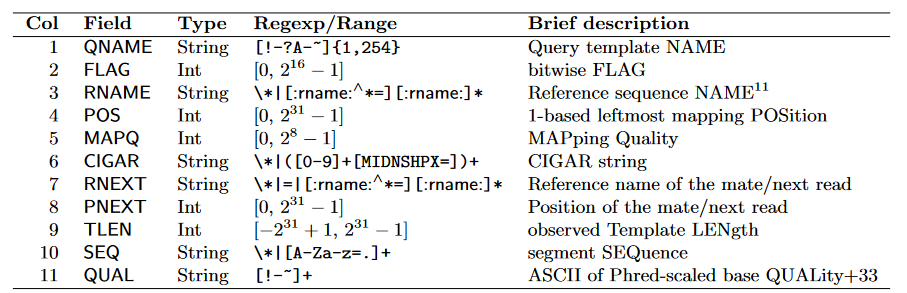 Col Field Type Regexp/Range Brief description
1 QNAME String [!-?A-~]{1,254} Query template NAME
2 FLAG Int [0, 2^16 − 1] bitwise FLAG
3 RNAME String \*|[:rname:^*=][:rname:]* Reference sequence NAME^11
4 POS Int [0, 2^31 − 1] 1-based leftmost mapping POSition
5 MAPQ Int [0, 2^8 − 1] MAPping Quality
6 CIGAR String \*|([0-9]+[MIDNSHPX=])+ CIGAR string
7 RNEXT String \*|=|[:rname:^*=][:rname:]* Reference name of the mate/next read
8 PNEXT Int [0, 2^31 − 1] Position of the mate/next read
9 TLEN Int [−2^31 + 1, 2^31 − 1] observed Template LENgth
10 SEQ String \*|[A-Za-z=.]+ segment SEQuence
11 QUAL String [!-~]+ ASCII of Phred-scaled base QUALity+33